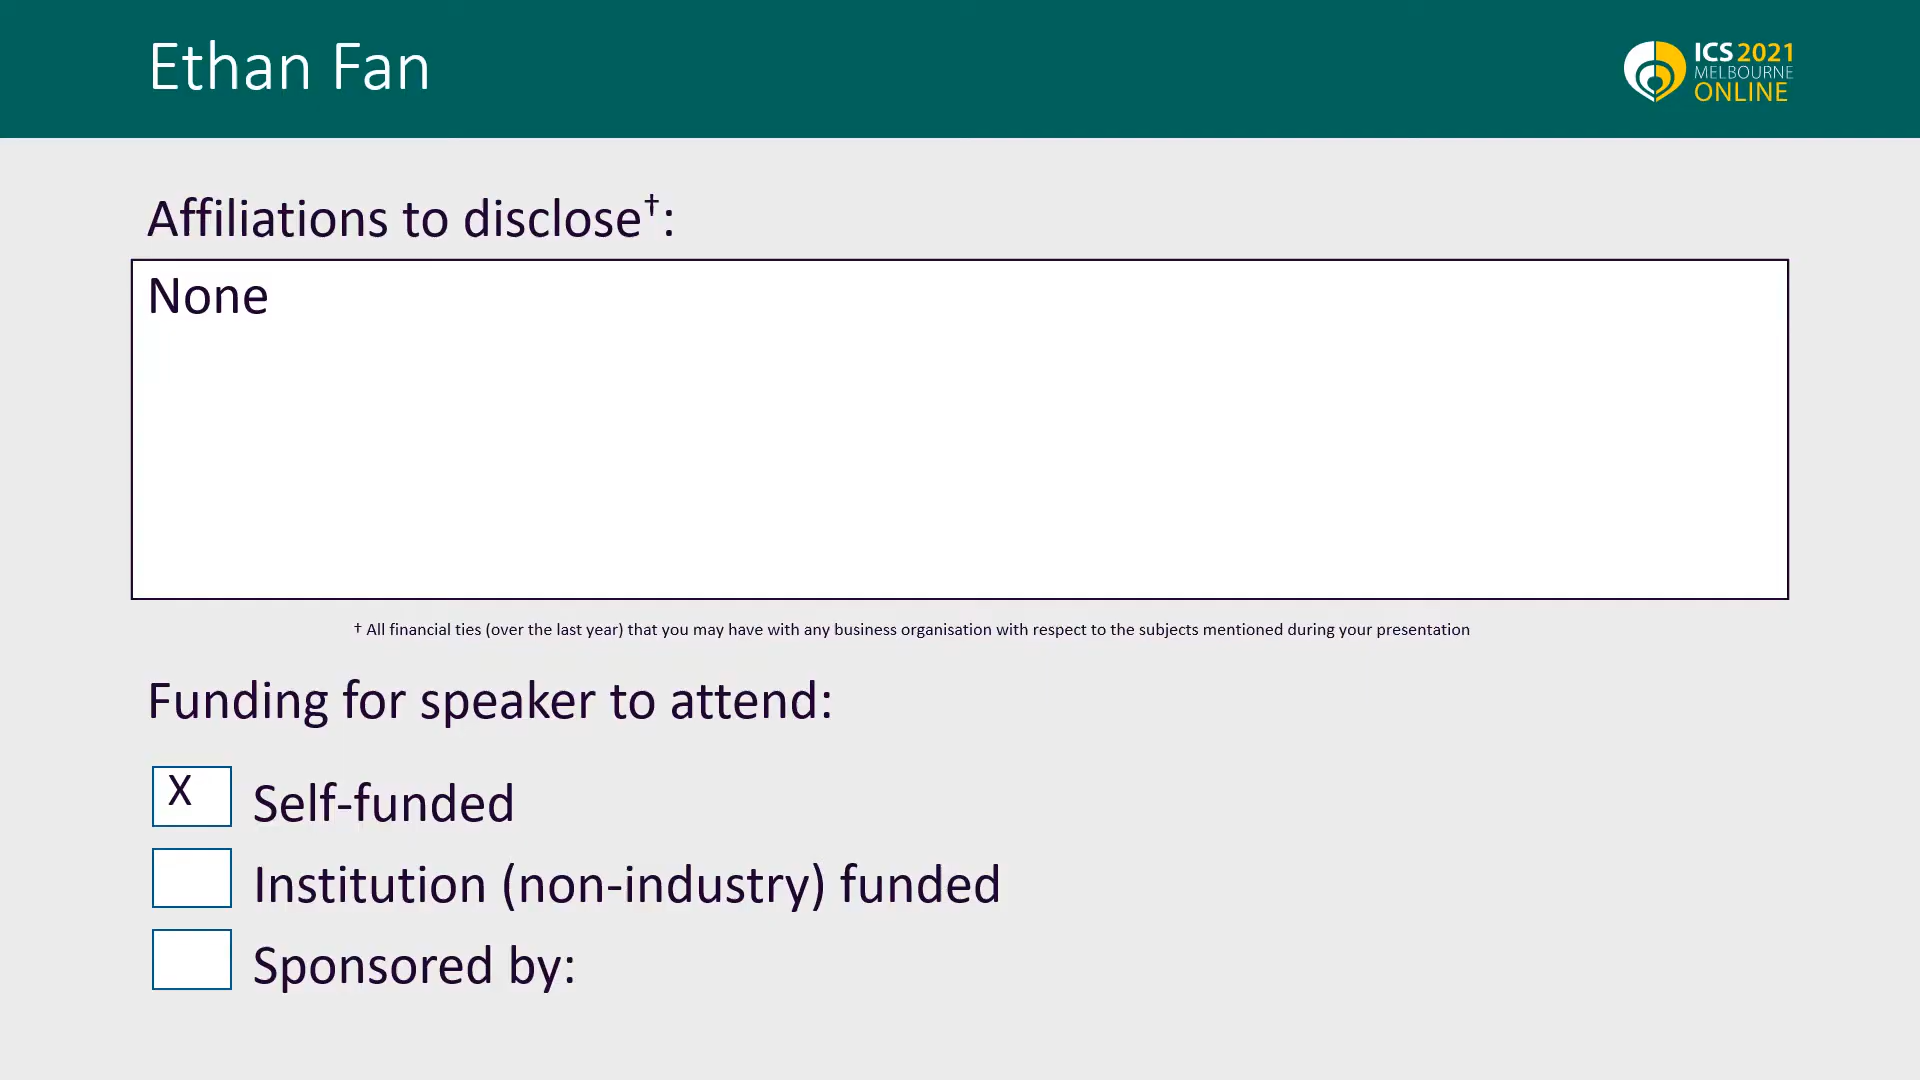 Ethan Fan
ICS 2021
MELBOURNE
ONLINE
Affiliations to disclose†:
None
† All financial ties (over the last year) that you may have with any business organisation with respect to the subjects mentioned during your presentation
Funding for speaker to attend:
X Self-funded
Institution (non-industry) funded
Sponsored by: